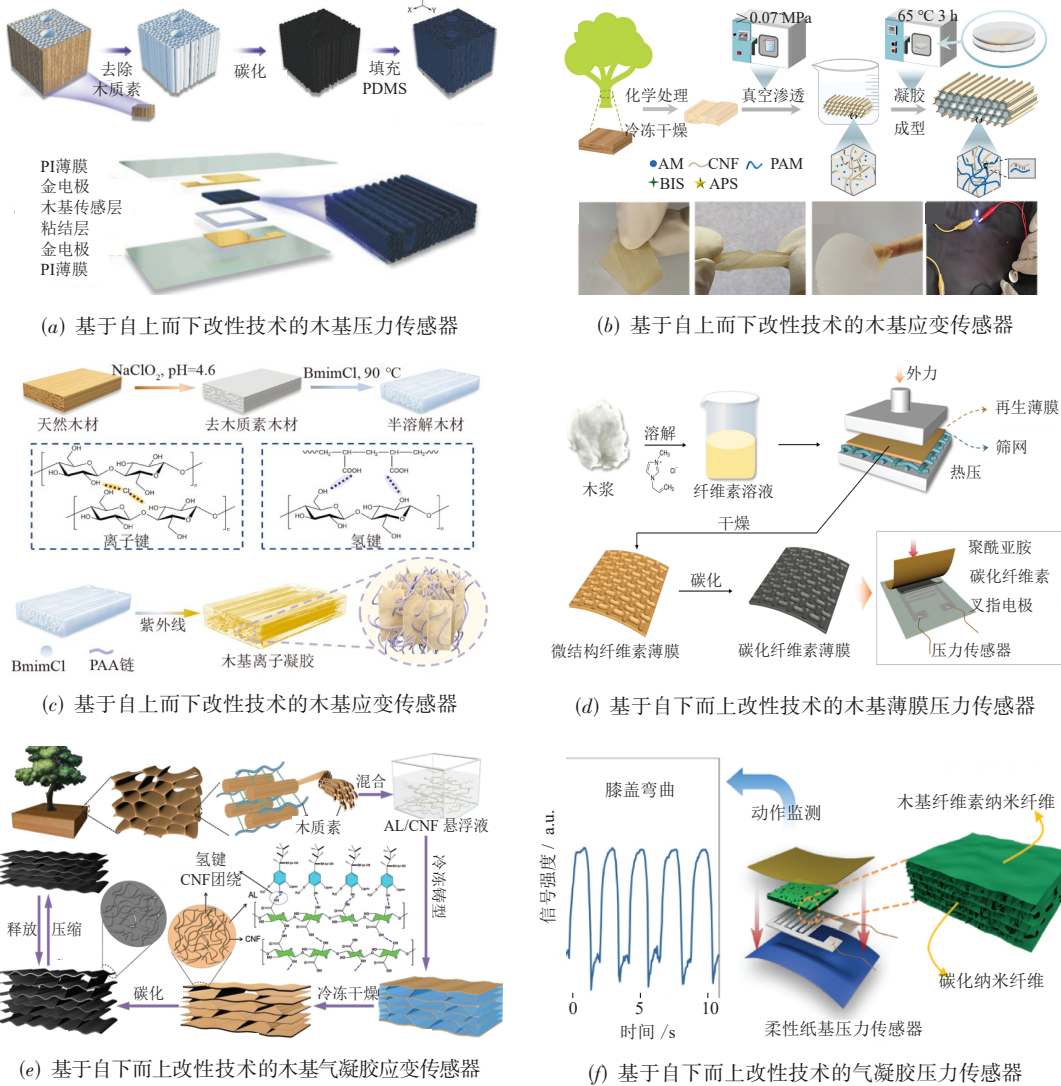 X
Y
去除
木质素
碳化
填充
PDMS
PI薄膜
金电极
木基传感层
粘结层
金电极
PI薄膜
(a) 基于自上而下改性技术的木基压力传感器
>0.07 MPa
65 ℃ 3 h
化学处理
冷冻干燥
真空渗透
凝胶
成型
AM CNF PAM
BIS APS
(b) 基于自上而下改性技术的木基应变传感器
NaClO₂, pH=4.6
BmimCl, 90 ℃
天然木材
去木质素木材
半溶解木材
离子键
氢键
紫外线
BmimCl
PAA链
木基离子凝胶
(c) 基于自上而下改性技术的木基应变传感器
外力
再生薄膜
筛网
热压
溶解
木浆
纤维素溶液
干燥
碳化
微结构纤维素薄膜
碳化纤维素薄膜
聚酰亚胺
碳化纤维素
叉指电极
压力传感器
(d) 基于自下而上改性技术的木基薄膜压力传感器
木质素
混合
AL/CNF 悬浮液
氢键
CNF团绕
AL
CNF
冷冻铸型
释放
压缩
碳化
冷冻干燥
(e) 基于自下而上改性技术的木基气凝胶应变传感器
膝盖弯曲
信号强度 / a.u.
0 5 10
时间 /s
动作监测
木基纤维素纳米纤维
碳化纳米纤维
柔性纸基压力传感器
(f) 基于自下而上改性技术的气凝胶压力传感器